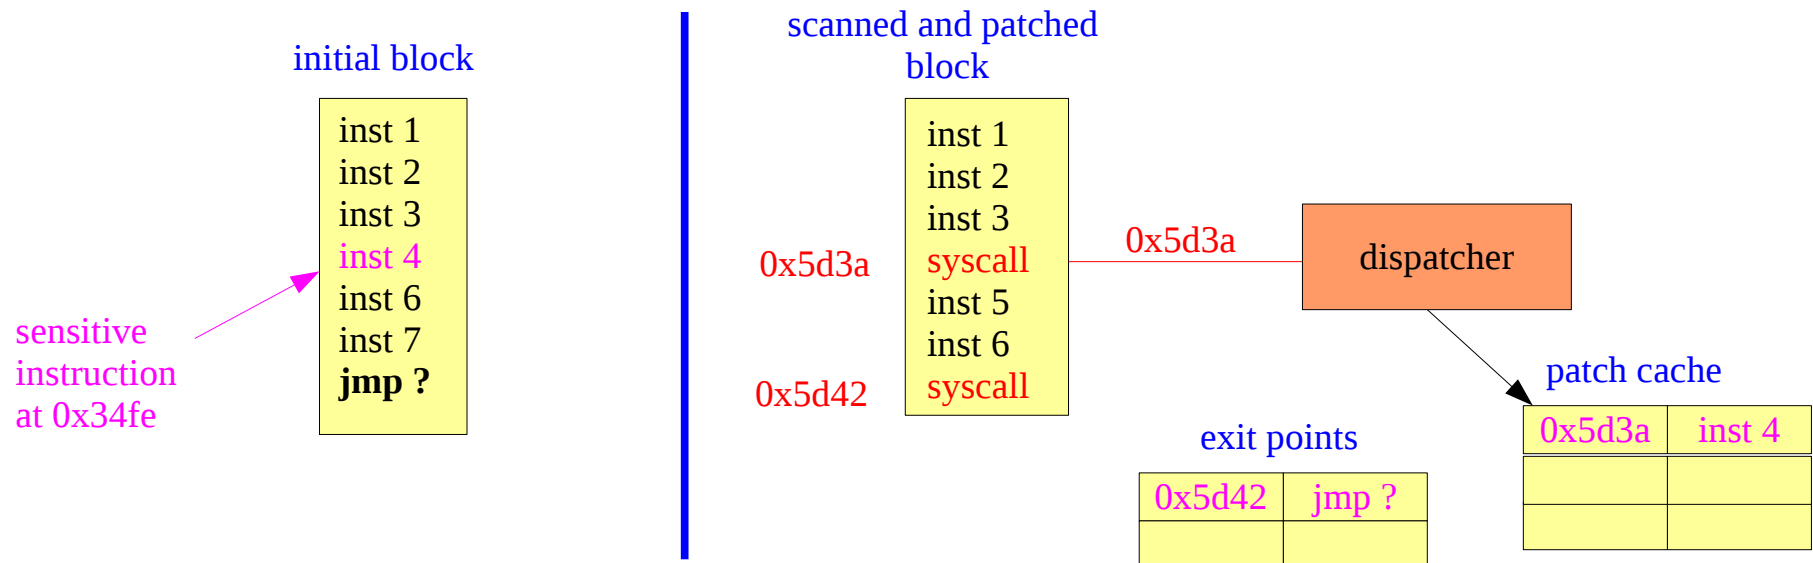 initial block
inst 1
inst 2
inst 3
inst 4
inst 6
inst 7
jmp ?
sensitive
instruction
at 0x34fe
scanned and patched
block
inst 1
inst 2
inst 3
syscall
inst 5
inst 6
syscall
0x5d3a
0x5d42
0x5d3a
dispatcher
patch cache
0x5d3a inst 4
exit points
0x5d42 jmp ?